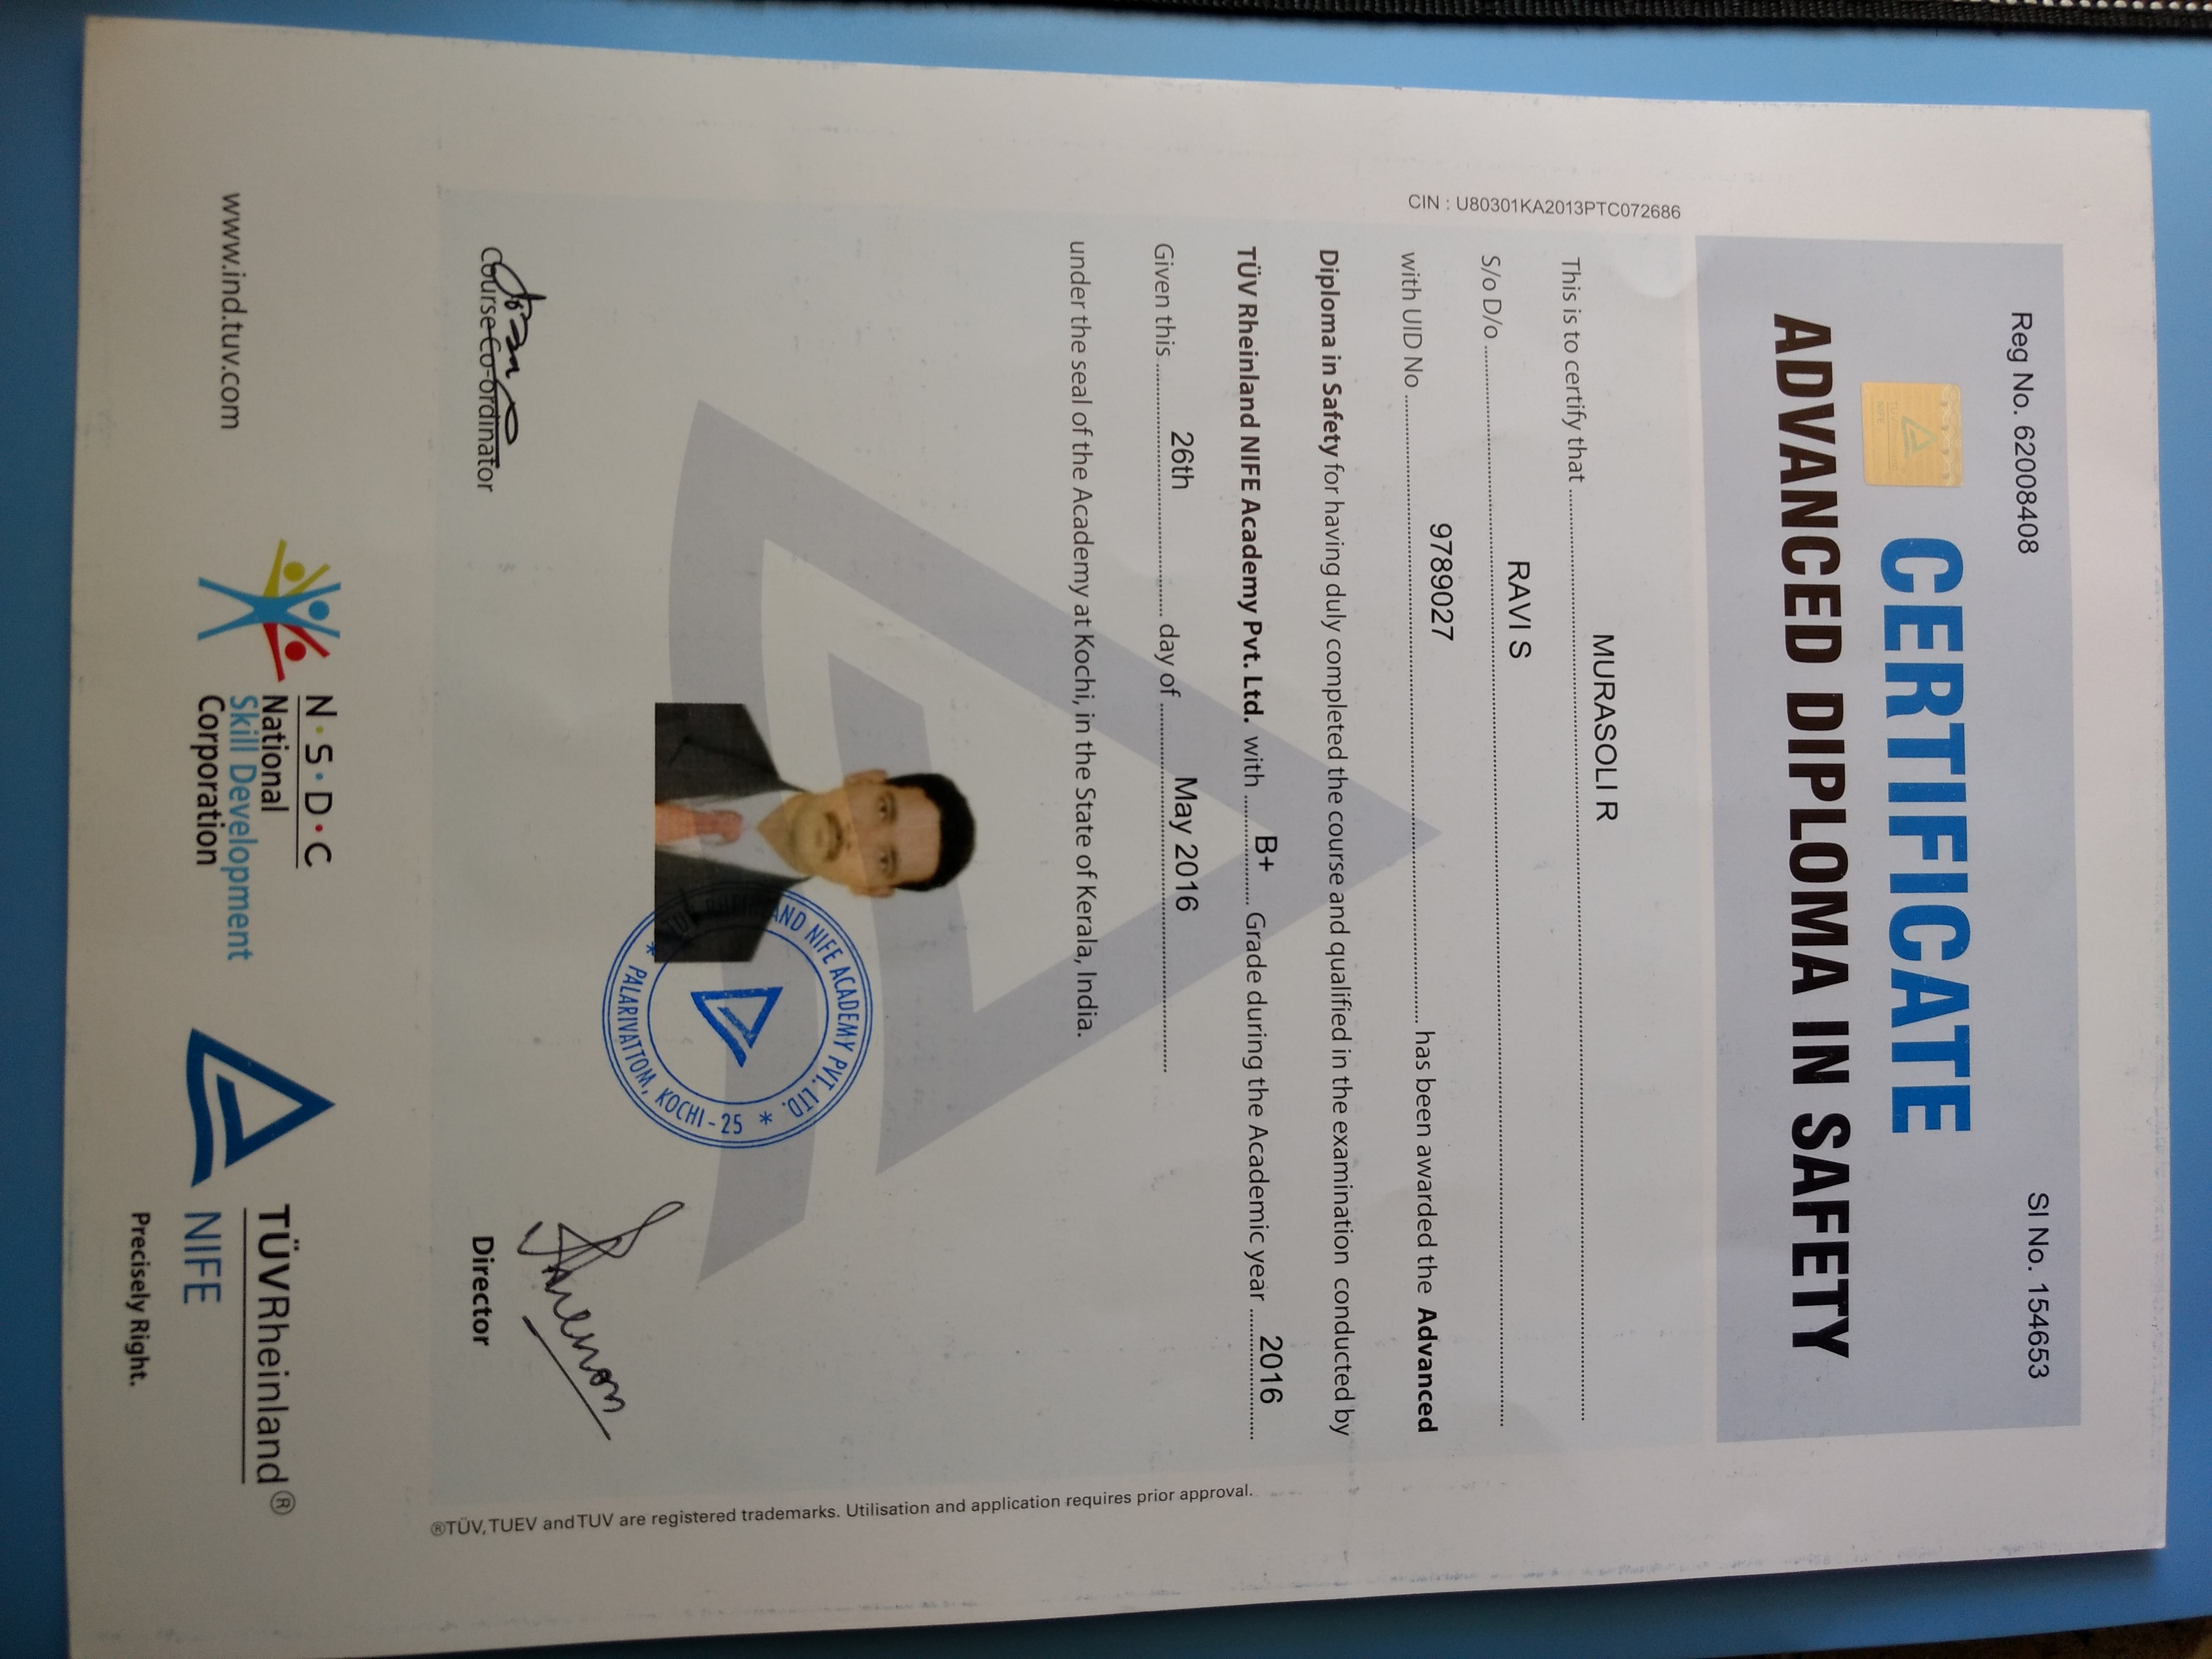 Reg No. 62008408
SI No. 154653
TÜVRheinland
NIFE
CERTIFICATE
ADVANCED DIPLOMA IN SAFETY
CIN : U80301KA2013PTC072686
This is to certify that MURASOLI R
S/o D/o RAVI S
with UID No 9789027 has been awarded the Advanced
Diploma in Safety for having duly completed the course and qualified in the examination conducted by
TÜV Rheinland NIFE Academy Pvt. Ltd. with B+ Grade during the Academic year 2016
Given this 26th day of May 2016
under the seal of the Academy at Kochi, in the State of Kerala, India.
AND NIFE ACADEMY PVT. LTD. *
* PALARIVATTOM, KOCHI - 25
Course Co-ordinator
Director
®TÜV, TUEV and TUV are registered trademarks. Utilisation and application requires prior approval.
www.ind.tuv.com
N·S·D·C
National
Skill Development
Corporation
TÜVRheinland®
NIFE
Precisely Right.